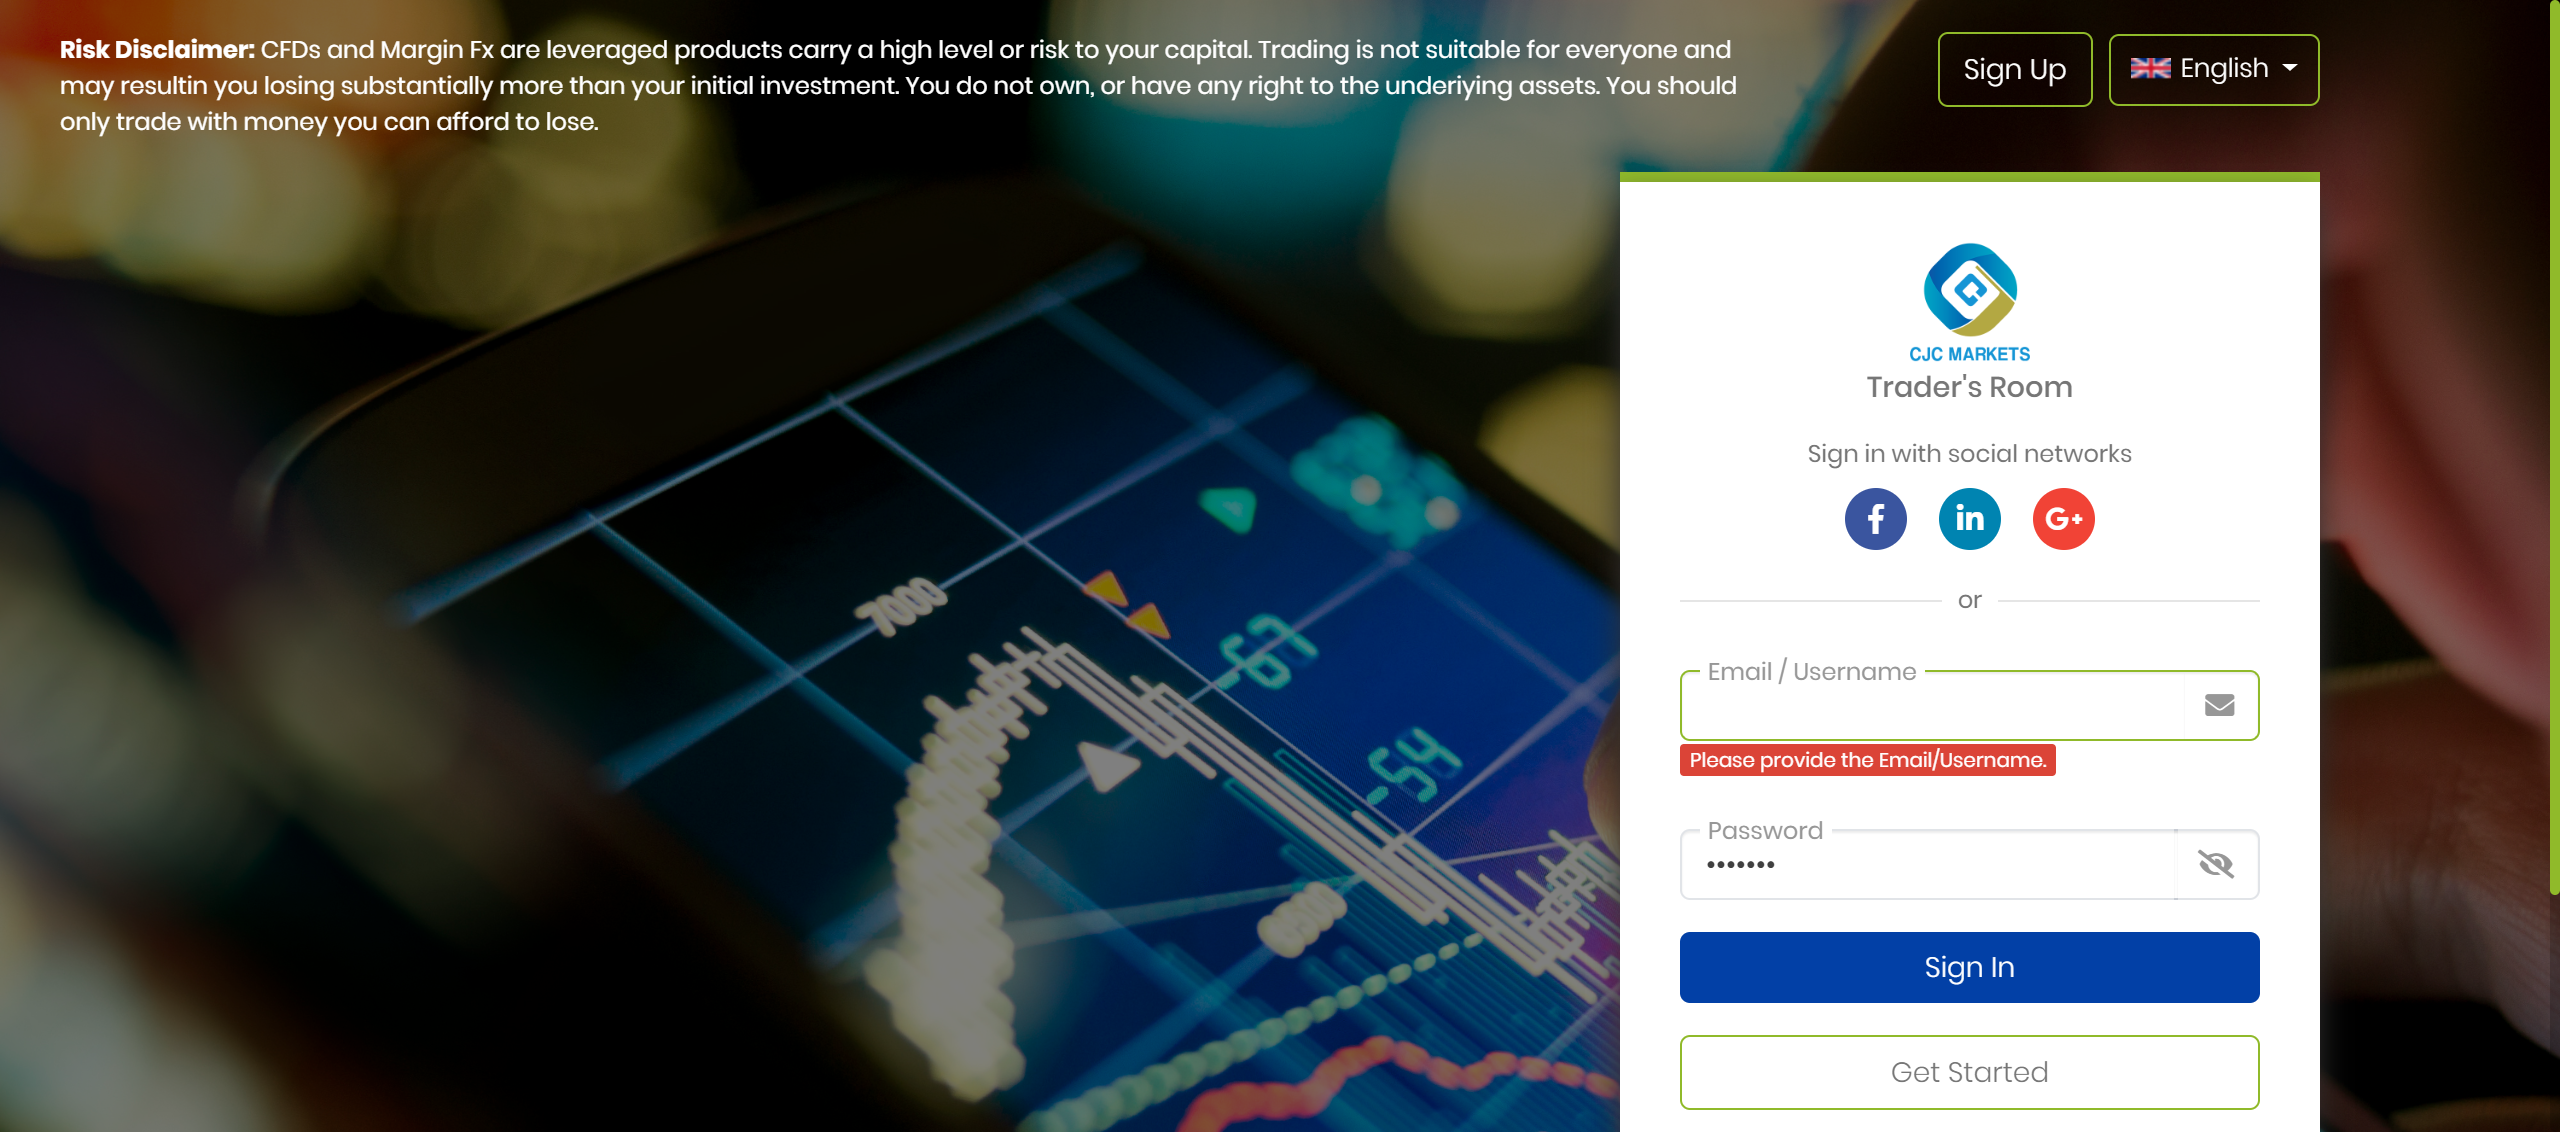 Risk Disclaimer: CFDs and Margin Fx are leveraged products carry a high level or risk to your capital. Trading is not suitable for everyone and
may resultin you losing substantially more than your initial investment. You do not own, or have any right to the underiying assets. You should
only trade with money you can afford to lose.
Sign Up
English
CJC MARKETS
Trader's Room
Sign in with social networks
f
in
G+
or
Email / Username
Please provide the Email/Username.
Password
•••••••
Sign In
Get Started
7000
-67
-54